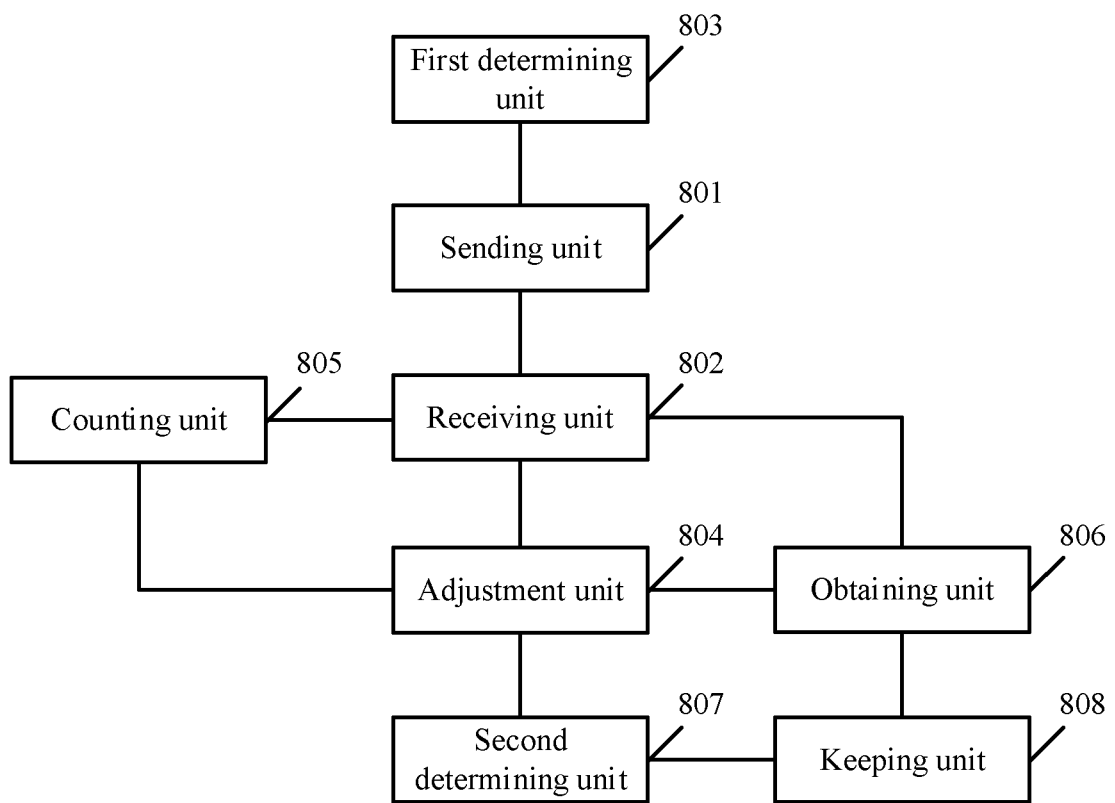 803
First determining
unit
801
Sending unit
805
802
Counting unit
Receiving unit
804
806
Adjustment unit
Obtaining unit
807
808
Second
determining unit
Keeping unit